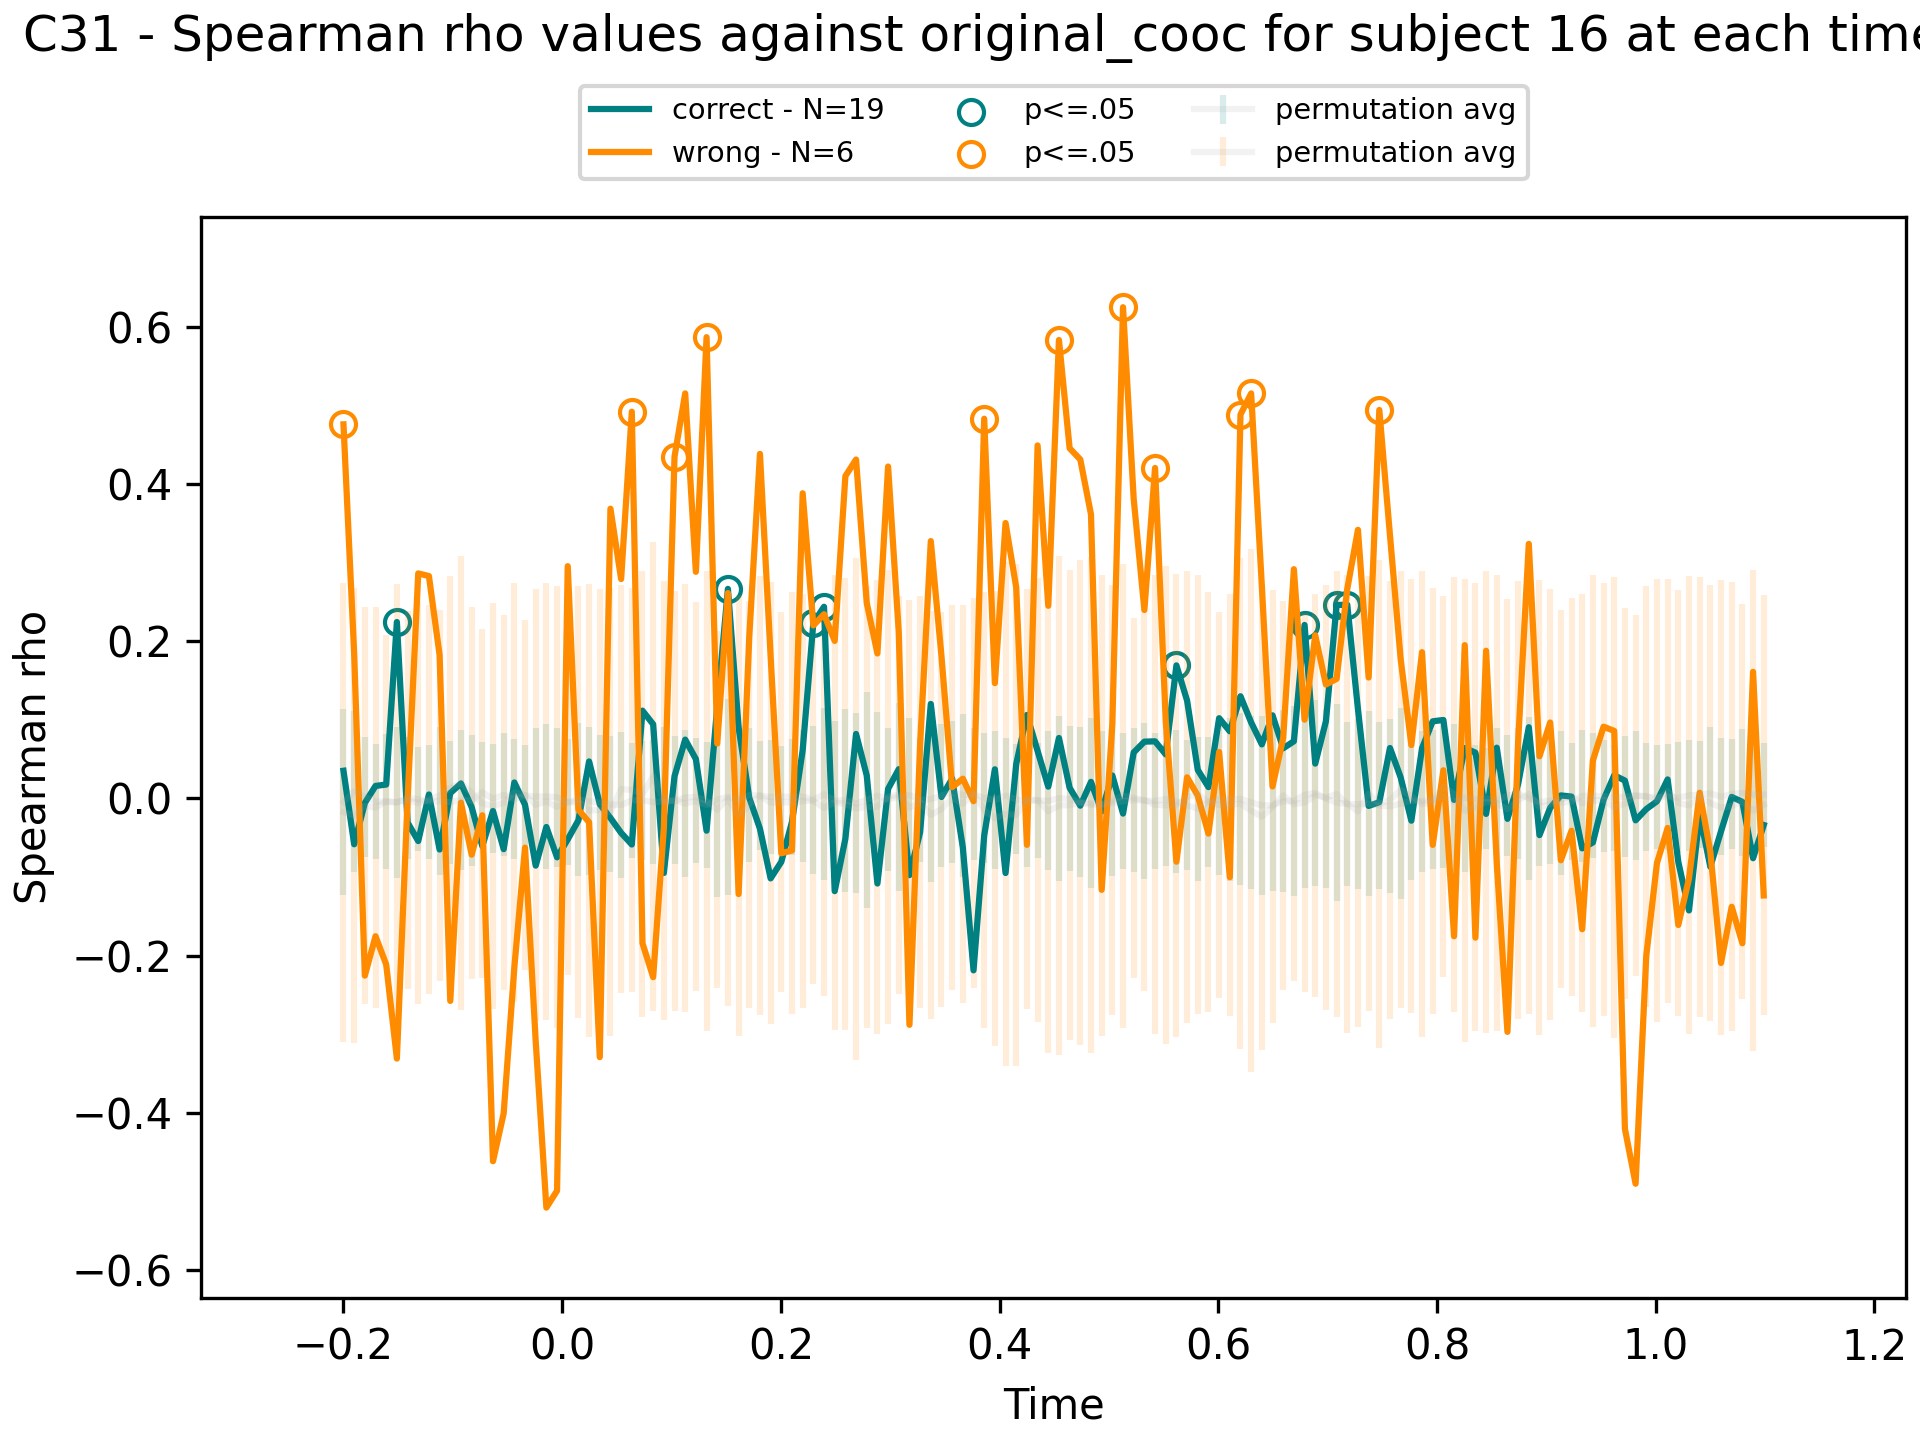 C31 - Spearman rho values against original_cooc for subject 16 at each time
correct - N=19
wrong - N=6
p<=.05
p<=.05
permutation avg
permutation avg
Spearman rho
0.6
0.4
0.2
0.0
−0.2
−0.4
−0.6
−0.2 0.0 0.2 0.4 0.6 0.8 1.0 1.2
Time